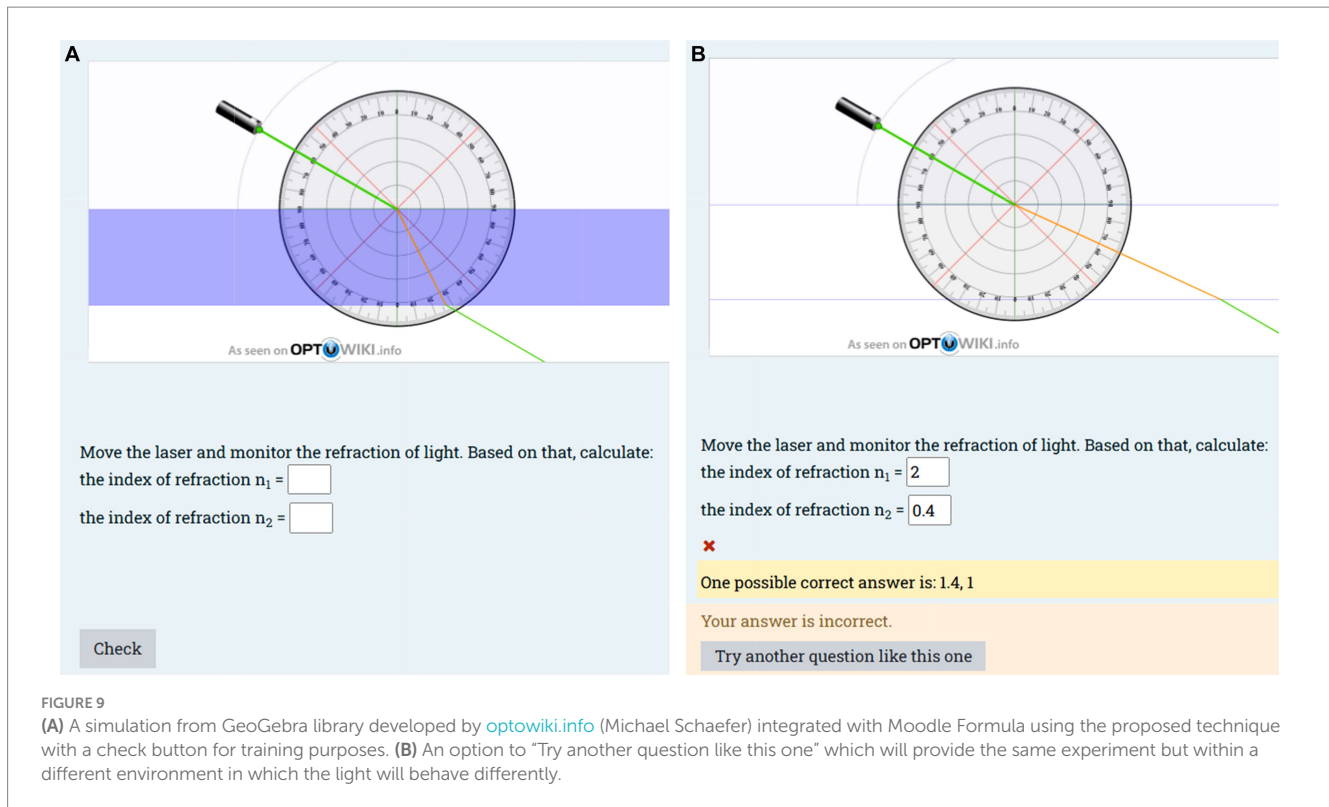 A
As seen on OPTOWIKI.info
Move the laser and monitor the refraction of light. Based on that, calculate:
the index of refraction n₁ =
the index of refraction n₂ =
Check
B
As seen on OPTOWIKI.info
Move the laser and monitor the refraction of light. Based on that, calculate:
the index of refraction n₁ = 2
the index of refraction n₂ = 0.4
One possible correct answer is: 1.4, 1
Your answer is incorrect.
Try another question like this one
FIGURE 9
(A) A simulation from GeoGebra library developed by optowiki.info (Michael Schaefer) integrated with Moodle Formula using the proposed technique
with a check button for training purposes. (B) An option to “Try another question like this one” which will provide the same experiment but within a
different environment in which the light will behave differently.